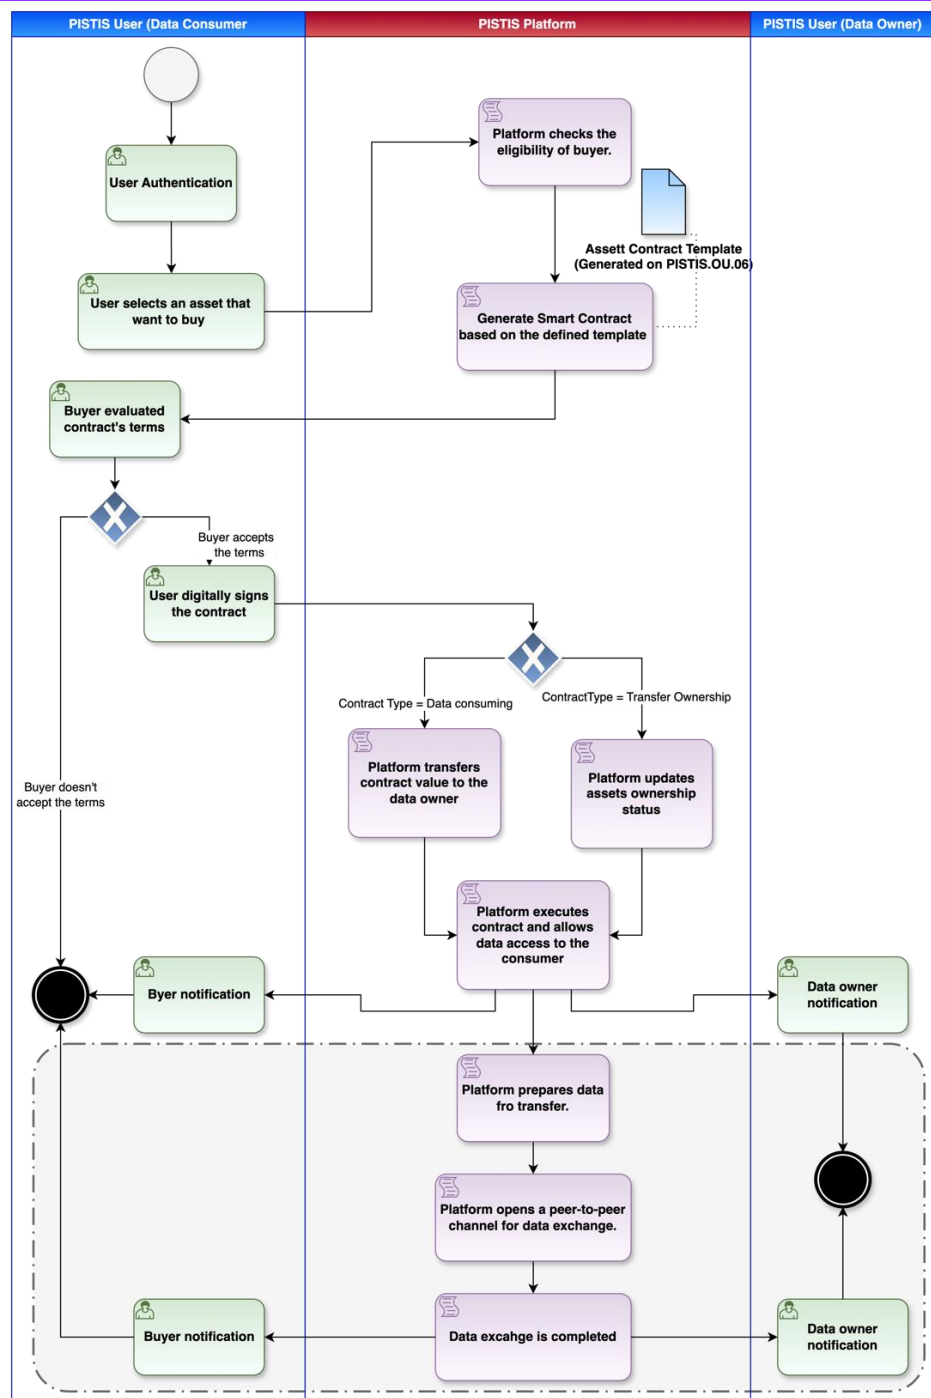 PISTIS User (Data Consumer
PISTIS Platform
PISTIS User (Data Owner)
Platform checks the
eligibility of buyer.
User Authentication
Assett Contract Template
(Generated on PISTIS.OU.06)
User selects an asset that
want to buy
Generate Smart Contract
based on the defined template
Buyer evaluated
contract's terms
Buyer accepts
the terms
User digitally signs
the contract
Contract Type = Data consuming
ContractType = Transfer Ownership
Platform transfers
contract value to the
data owner
Platform updates
assets ownership
status
Buyer doesn't
accept the terms
Platform executes
contract and allows
data access to the
consumer
Byer notification
Data owner
notification
Platform prepares data
fro transfer.
Platform opens a peer-to-peer
channel for data exchange.
Buyer notification
Data excahge is completed
Data owner
notification